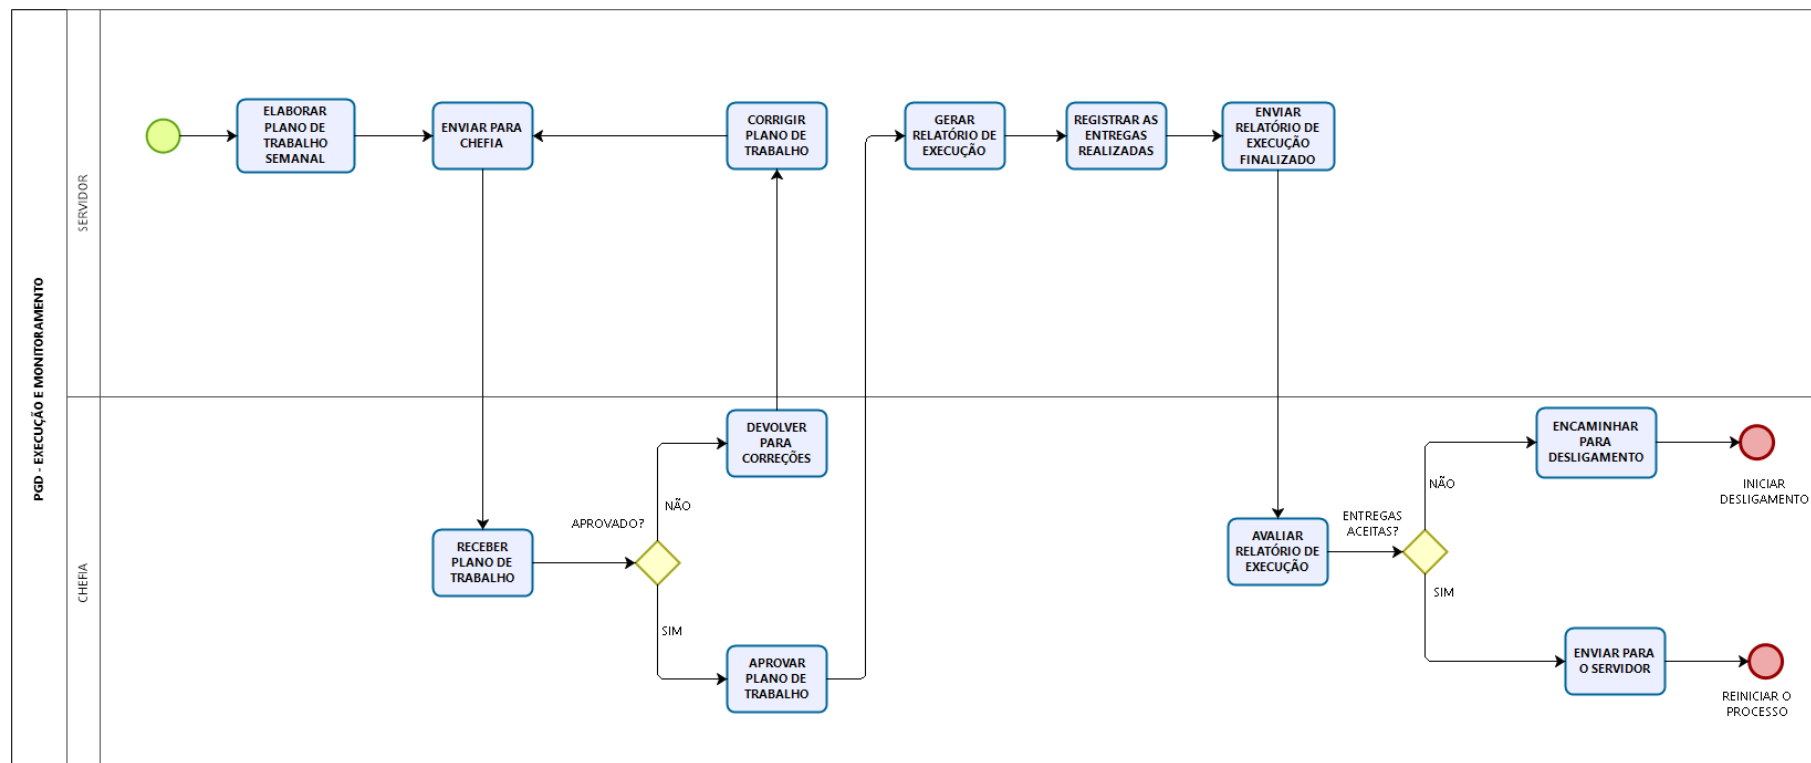 PGD - EXECUÇÃO E MONITORAMENTO
SERVIDOR
ELABORAR
PLANO DE
TRABALHO
SEMANAL
ENVIAR PARA
CHEFIA
CORRIGIR
PLANO DE
TRABALHO
GERAR
RELATÓRIO DE
EXECUÇÃO
REGISTRAR AS
ENTREGAS
REALIZADAS
ENVIAR
RELATÓRIO DE
EXECUÇÃO
FINALIZADO
CHEFIA
RECEBER
PLANO DE
TRABALHO
APROVADO?
NÃO
DEVOLVER
PARA
CORREÇÕES
SIM
APROVAR
PLANO DE
TRABALHO
AVALIAR
RELATÓRIO DE
EXECUÇÃO
ENTREGAS
ACEITAS?
NÃO
ENCAMINHAR
PARA
DESLIGAMENTO
INICIAR
DESLIGAMENTO
SIM
ENVIAR PARA
O SERVIDOR
REINICIAR O
PROCESSO